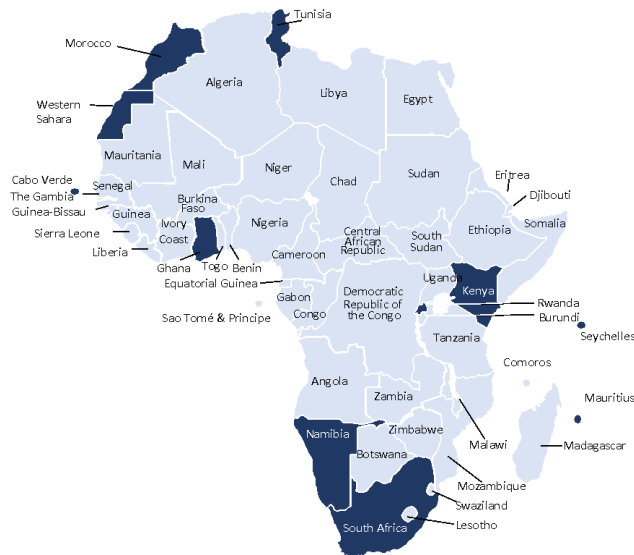 Tunisia
Morocco
Algeria
Libya
Egypt
Western
Sahara
Mauritania
Mali
Niger
Chad
Sudan
Eritrea
Djibouti
Cabo Verde
Senegal
The Gambia
Guinea-Bissau
Guinea
Burkina
Faso
Nigeria
Ethiopia
Somalia
Sierra Leone
Ivory
Coast
Central
African
Republic
South
Sudan
Liberia
Ghana
Togo
Benin
Cameroon
Equatorial Guinea
Uganda
Kenya
Gabon
Congo
Democratic
Republic of
the Congo
Rwanda
Burundi
Sao Tomé & Principe
Tanzania
Seychelles
Comoros
Angola
Zambia
Mauritius
Namibia
Zimbabwe
Malawi
Madagascar
Botswana
Mozambique
Swaziland
South Africa
Lesotho